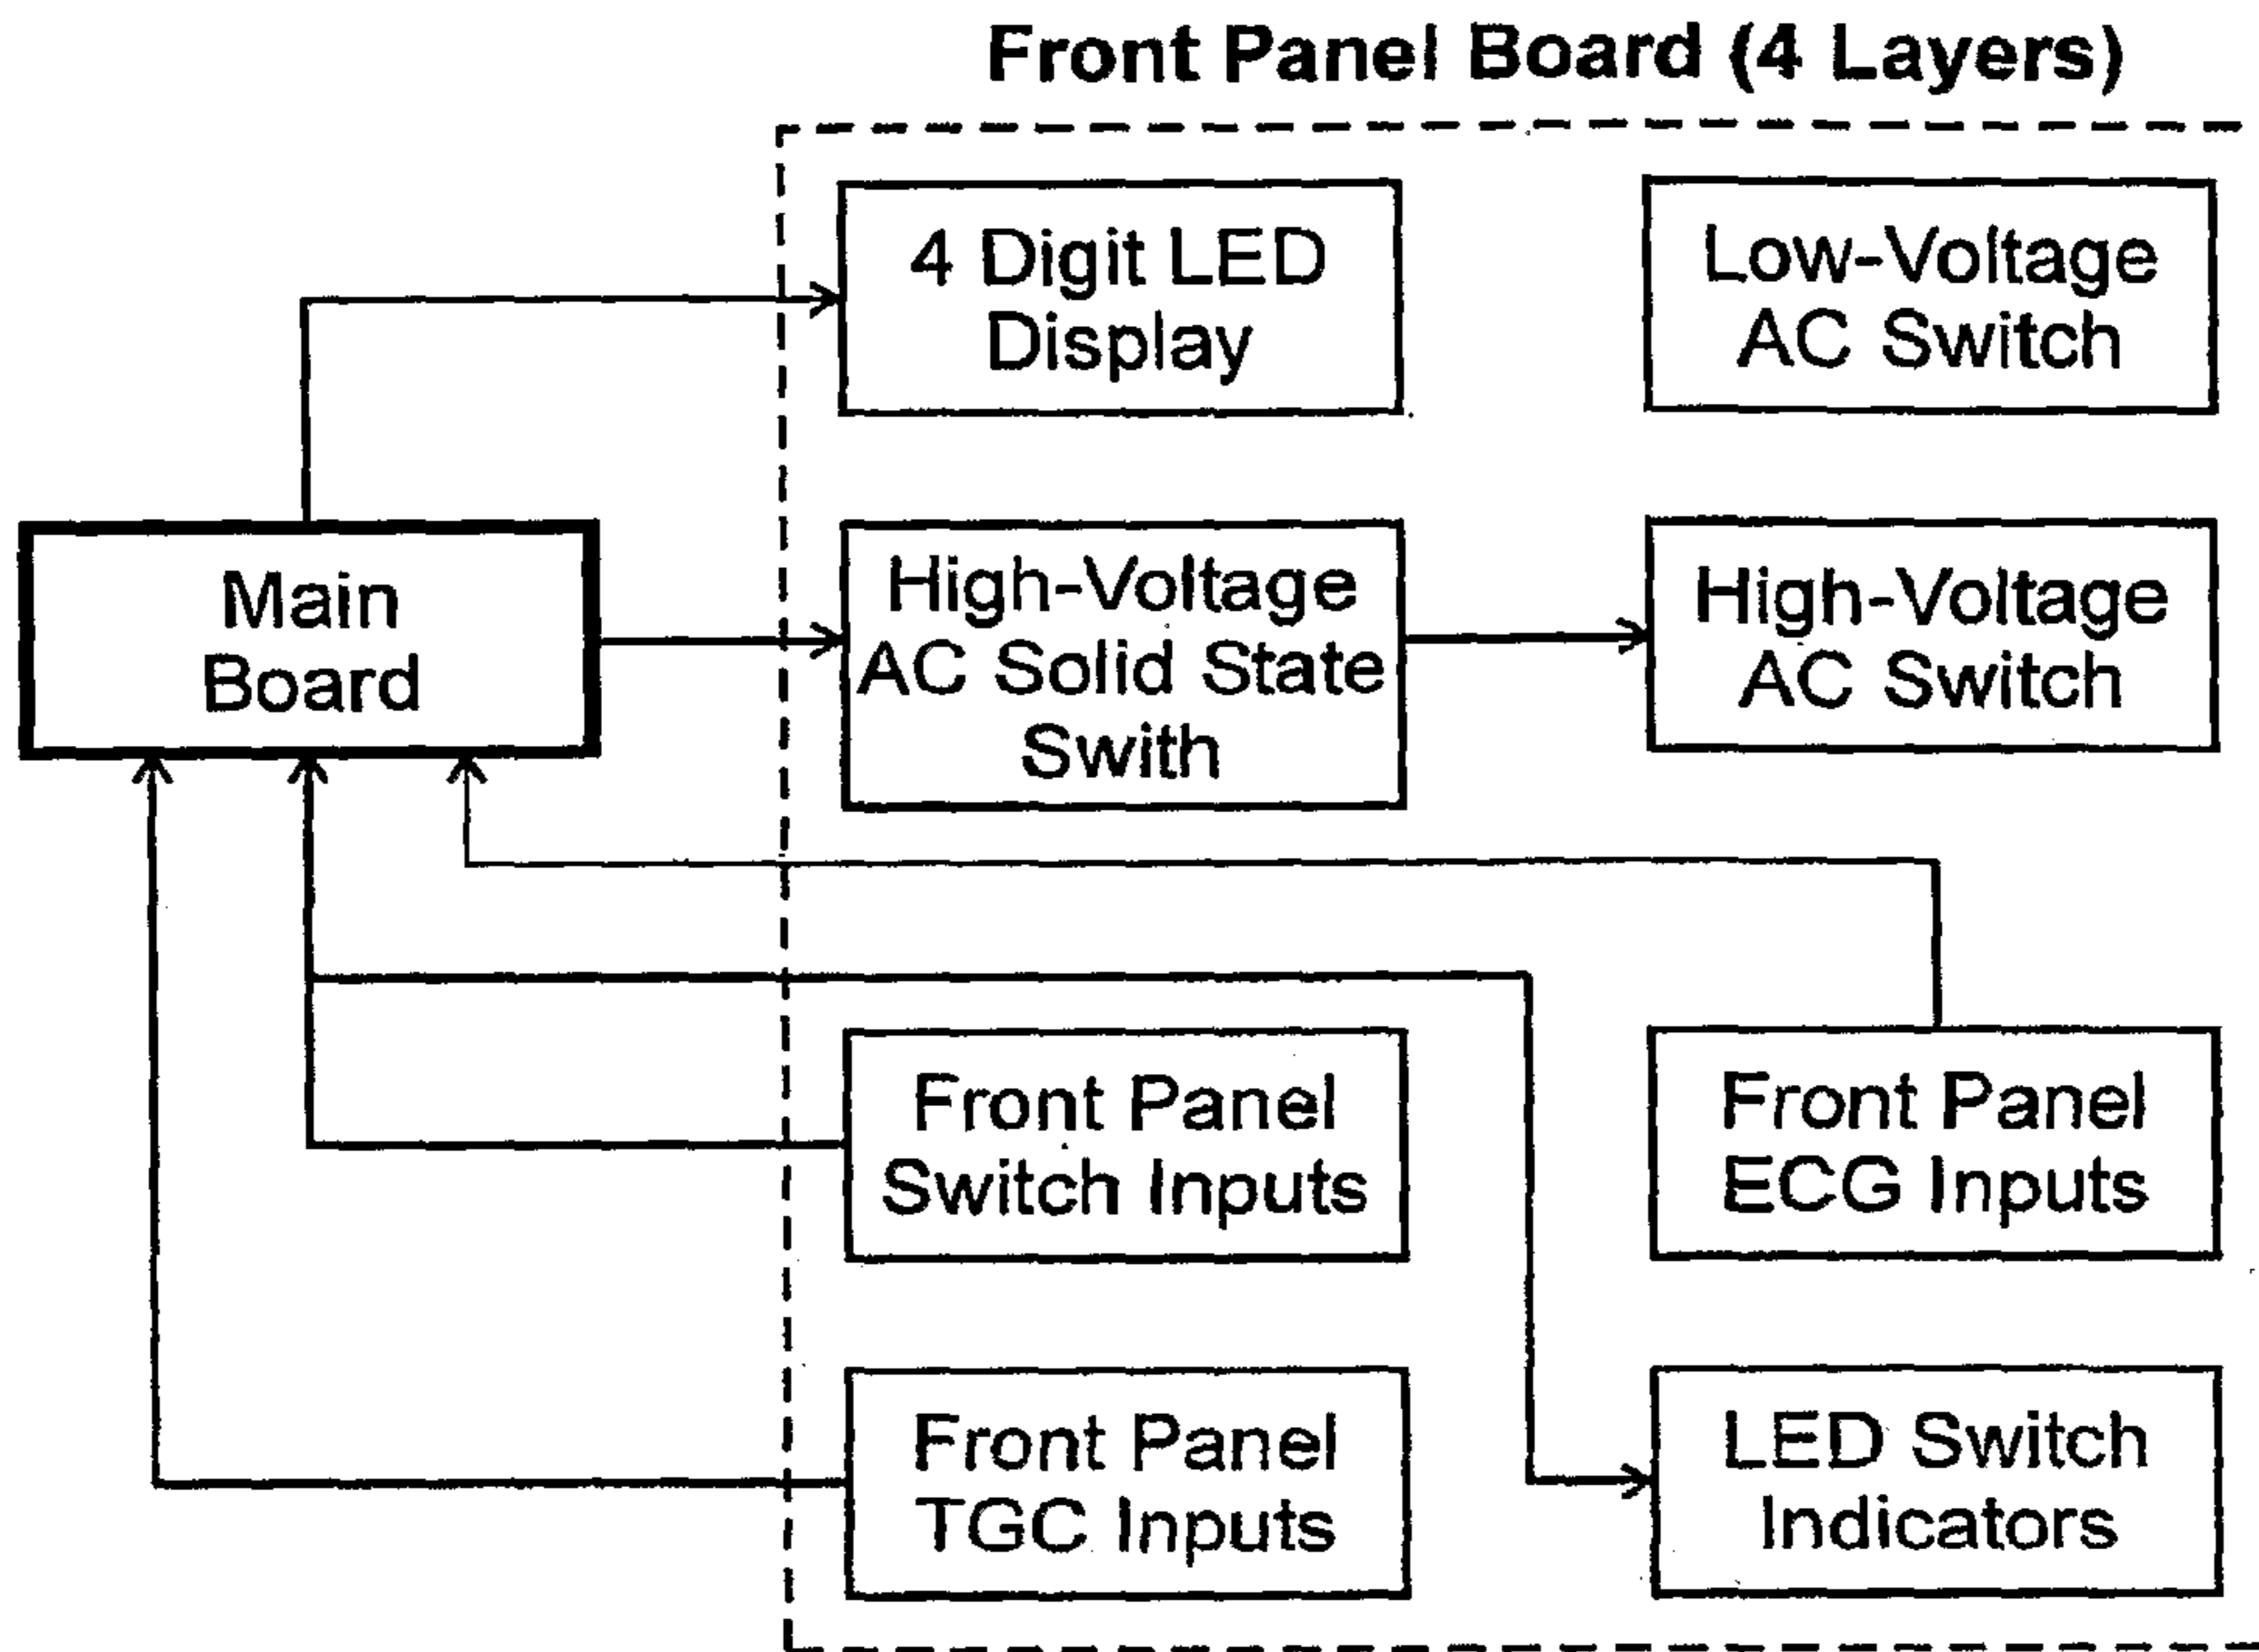 Front Panel Board (4 Layers)
4 Digit LED
Display
Low-Voltage
AC Switch
Main
Board
High-Voltage
AC Solid State
Swith
High-Voltage
AC Switch
Front Panel
Switch Inputs
Front Panel
ECG Inputs
Front Panel
TGC Inputs
LED Switch
Indicators